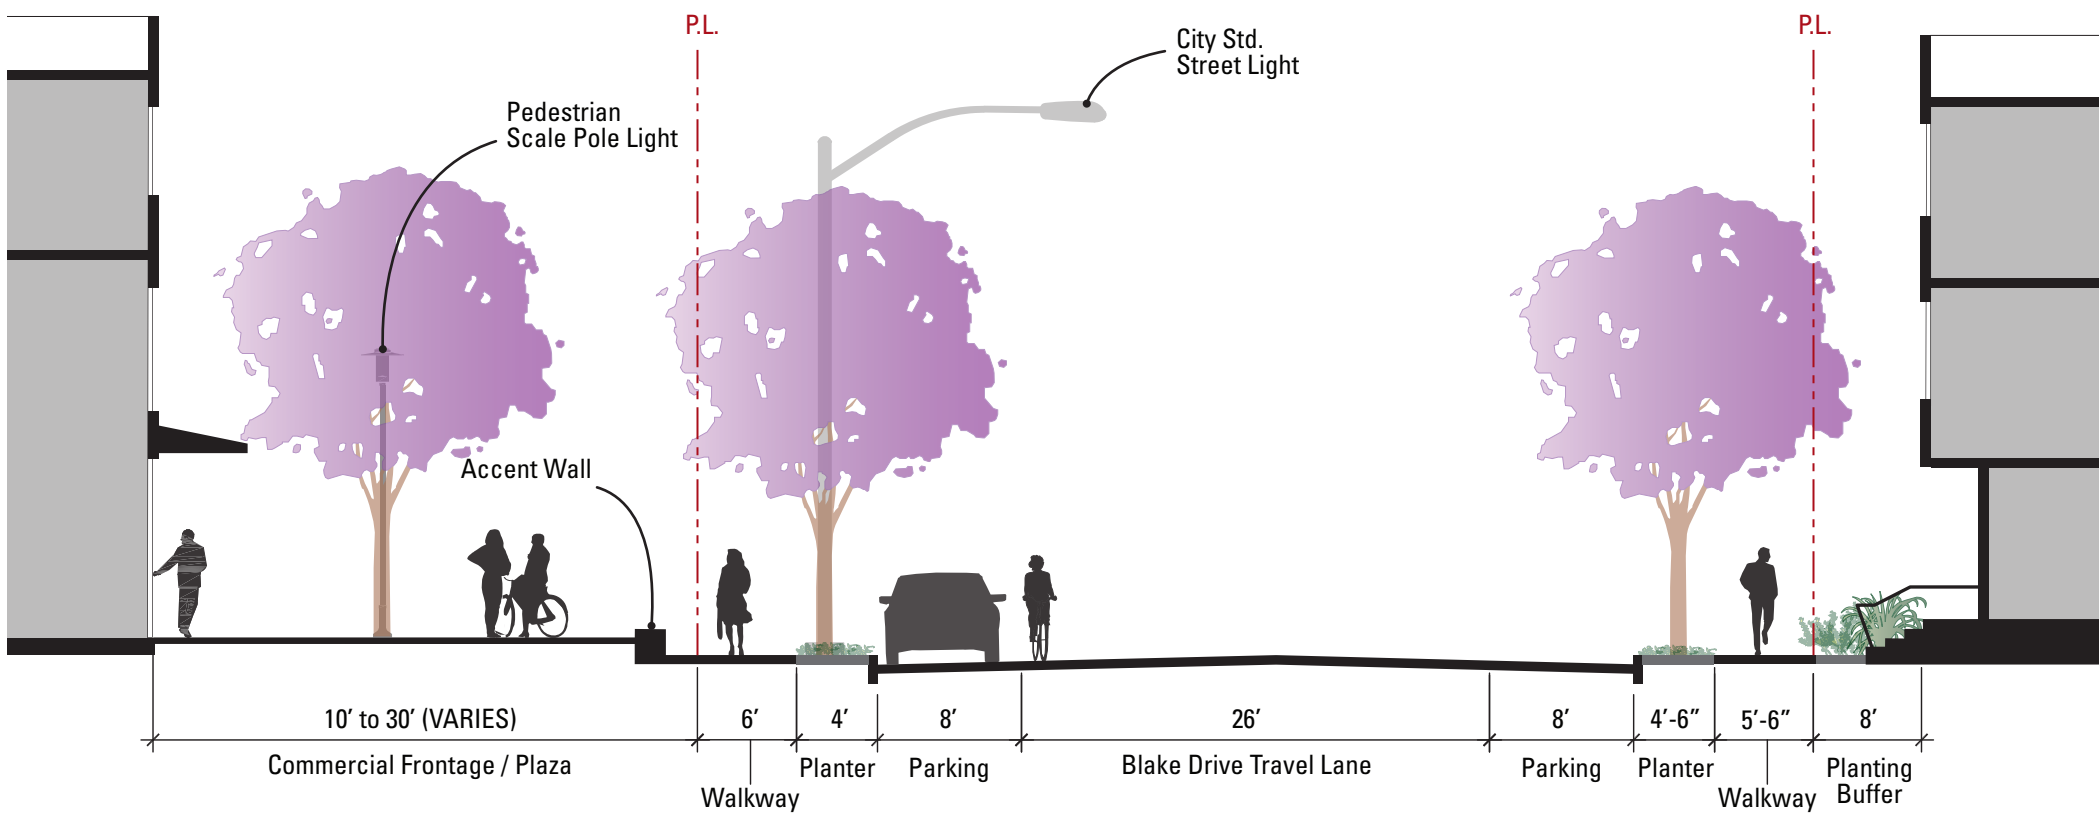 P.L.
P.L.
City Std.
Street Light
Pedestrian
Scale Pole Light
Accent Wall
10’ to 30’ (VARIES)
6’
4’
8’
26’
8’
4’-6”
5’-6”
8’
Commercial Frontage / Plaza
Walkway
Planter
Parking
Blake Drive Travel Lane
Parking
Planter
Walkway
Planting
Buffer